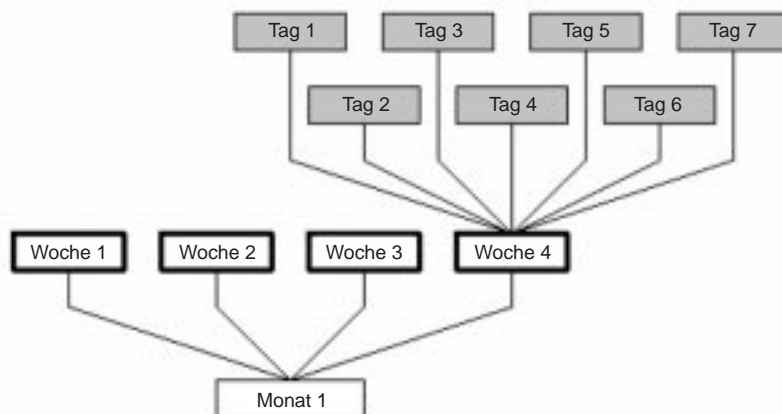 Tag 1
Tag 3
Tag 5
Tag 7
Tag 2
Tag 4
Tag 6
Woche 1
Woche 2
Woche 3
Woche 4
Monat 1